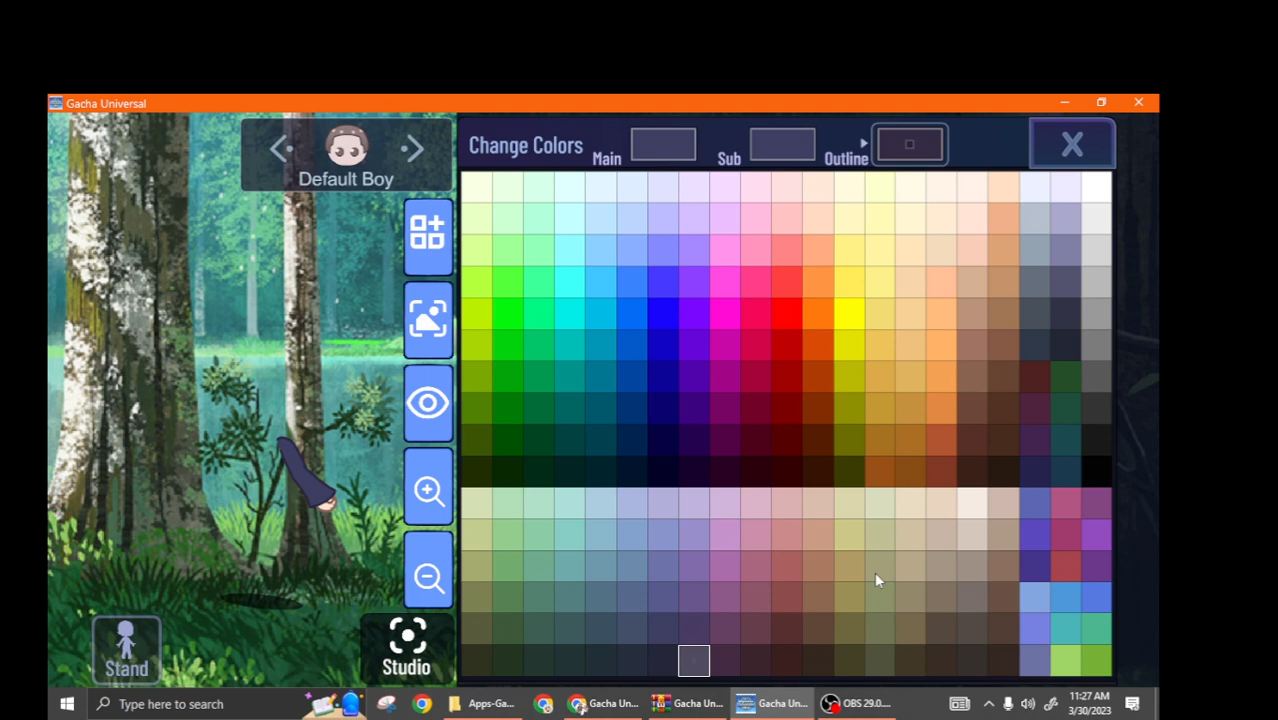 Gacha Universal
Default Boy
Change Colors
Main
Sub
Outline
X
Stand
Studio
Type here to search
Apps-Ga...
Gacha Un...
Gacha Un...
Gacha Un...
OBS 29.0....
11:27 AM
3/30/2023